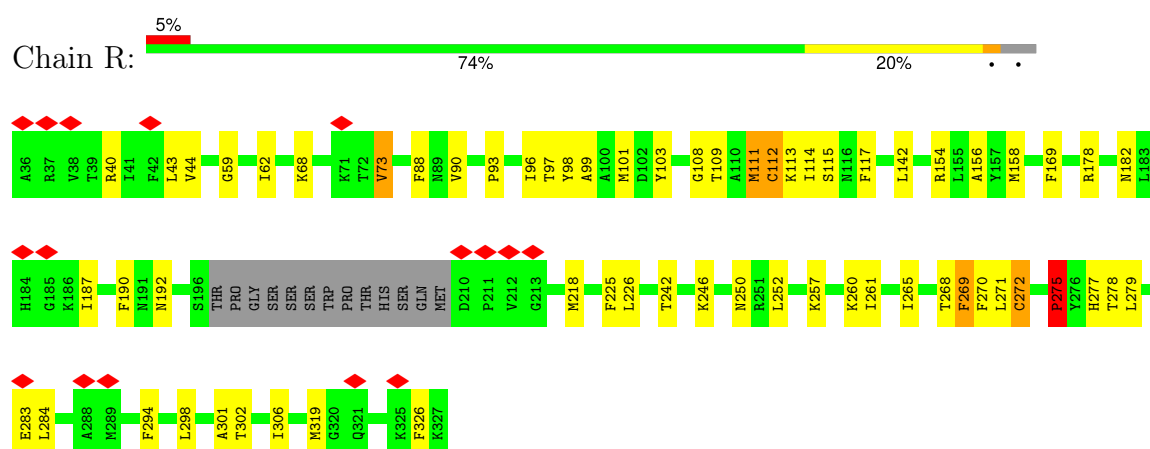 5%
Chain R:
74% 20% • •
A36 R37 V38 T39 R40 I41 F42 L43 V44 G59 I62 K68 K71 T72 V73 F88 N89 V90 P93 I96 T97 Y98 A99 A100 M101 D102 Y103 G108 T109 A110 M111 C112 K113 I114 S115 N116 F117 L142 R154 L155 A156 Y157 M158 F169 R178 N182 L183
H184 G185 K186 I187 F190 N191 N192 S196 THR PRO GLY SER SER SER TRP PRO THR HIS SER GLN MET D210 P211 V212 G213 M218 F225 L226 T242 K246 N250 R251 L252 K257 K260 I261 I265 T268 F269 F270 L271 C272 P275 Y276 H277 T278 L279
E283 L284 A288 M289 F294 L298 A301 T302 I306 M319 G320 Q321 K325 F326 K327